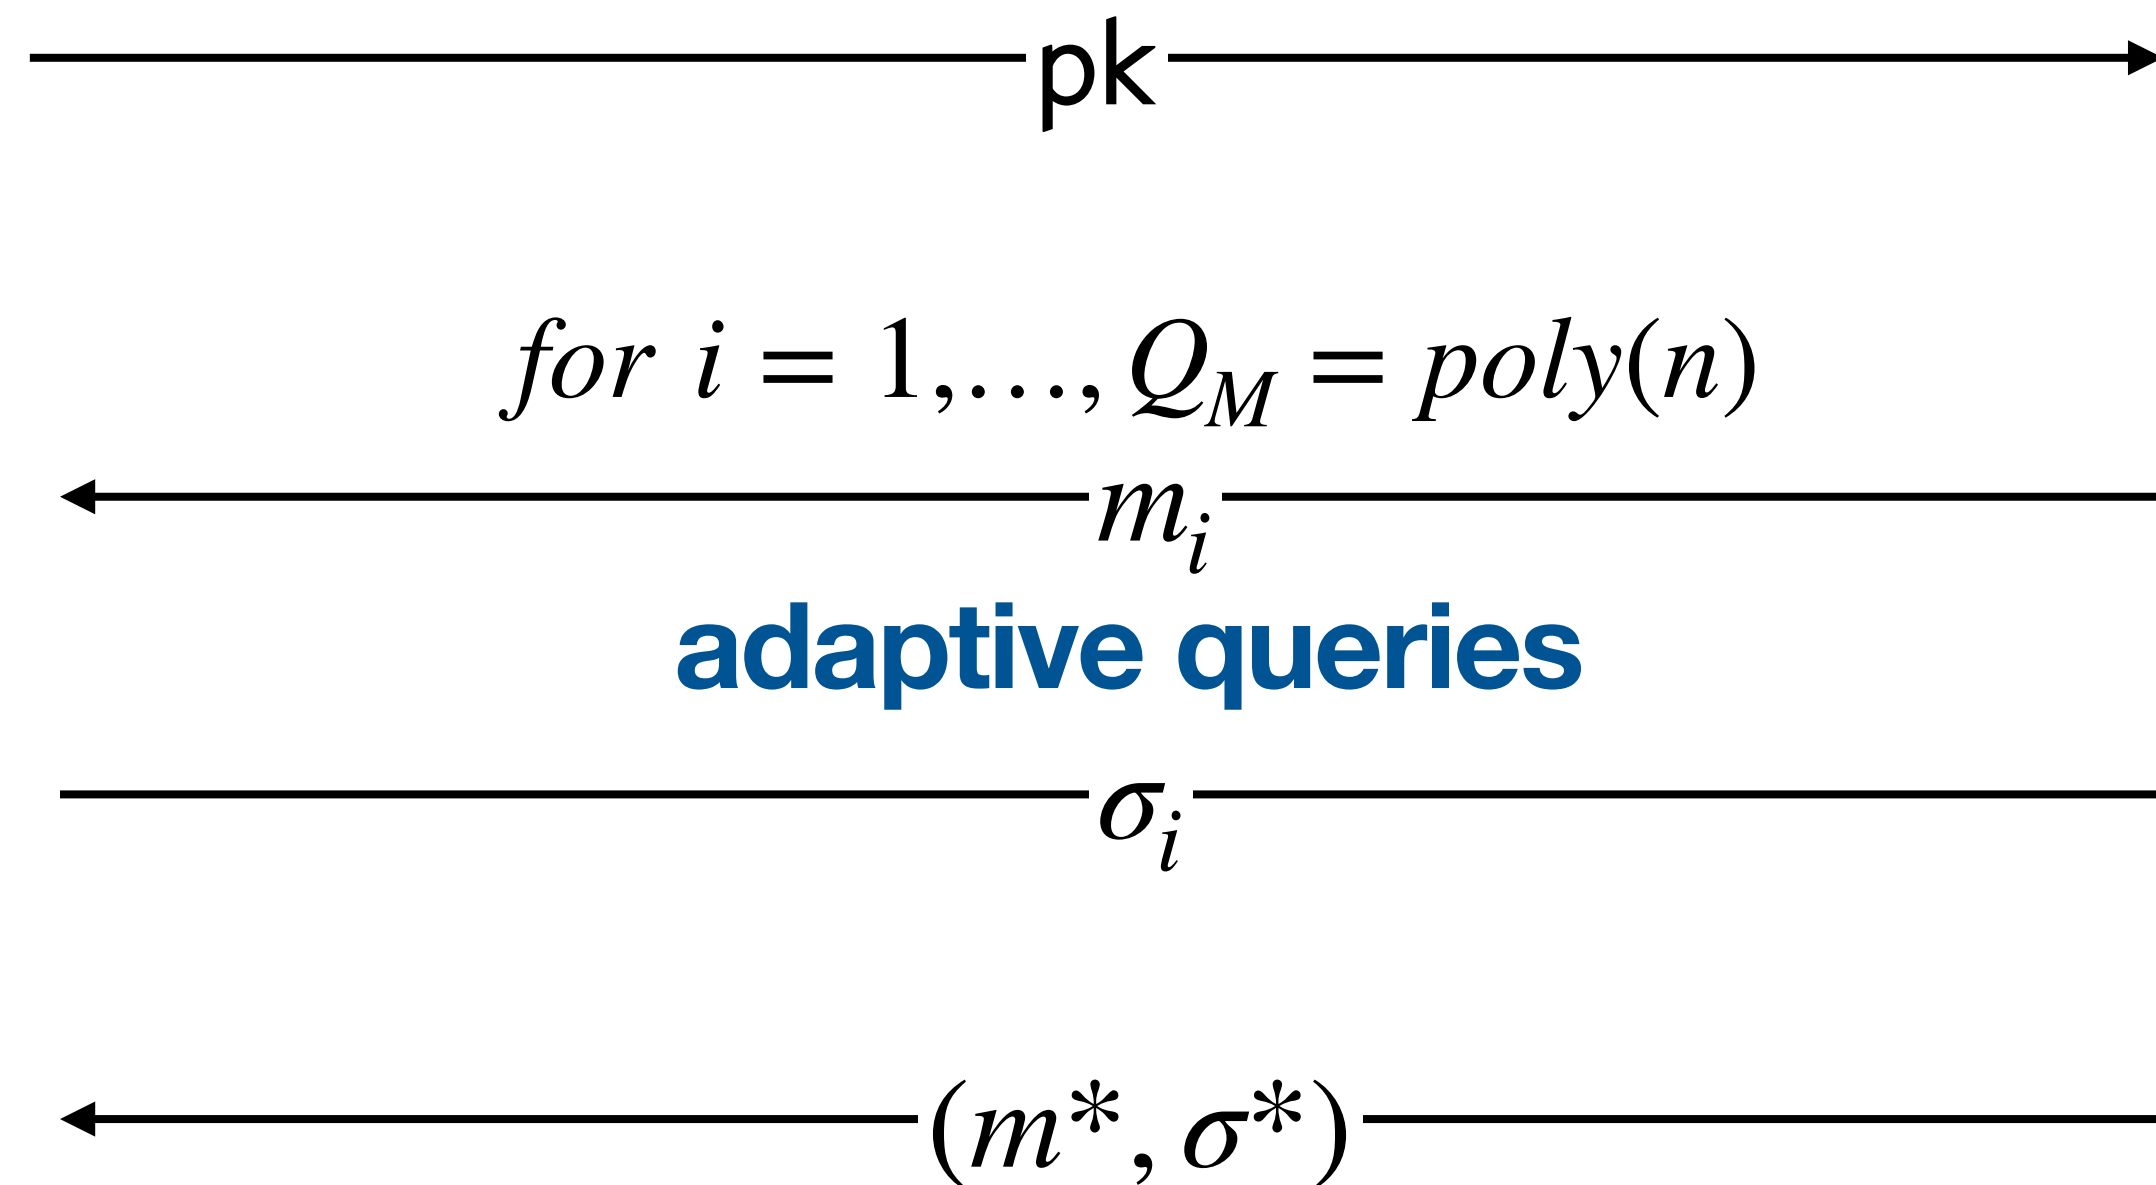 pk
for i = 1,…, Q_M = poly(n)
m_i
adaptive queries
σ_i
(m*, σ*)